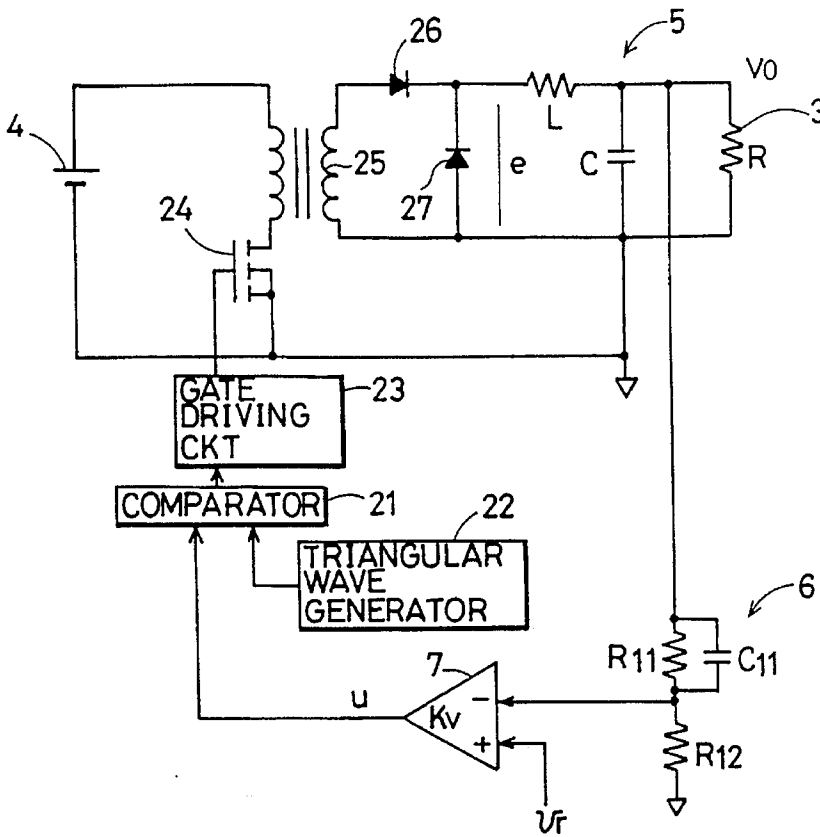 26
5
V0
4
3
L
25
e
C
R
27
24
GATE
DRIVING
CKT
23
COMPARATOR
21
22
TRIANGULAR
WAVE
GENERATOR
6
R11
C11
7
u
Kv
−
+
R12
Vr